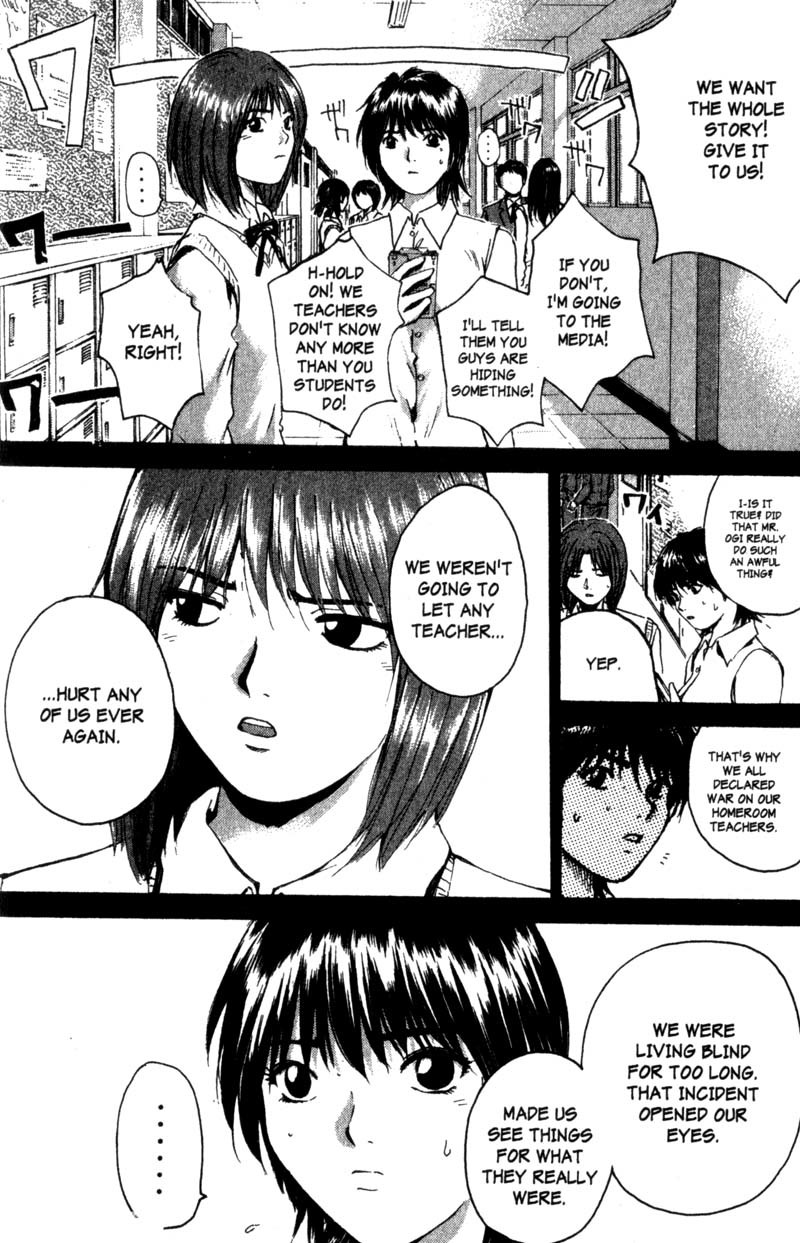 WE WANT
THE WHOLE
STORY!
GIVE IT
TO US!
IF YOU
DON'T,
I'M GOING
TO THE
MEDIA!
I'LL TELL
THEM YOU
GUYS ARE
HIDING
SOMETHING!
...
H-HOLD
ON! WE
TEACHERS
DON'T KNOW
ANY MORE
THAN YOU
STUDENTS
DO!
YEAH,
RIGHT!
....
ワー
I-IS IT
TRUE?! DID
THAT MR.
OGI REALLY
DO SUCH
AN AWFUL
THING?!
YEP.
THAT'S WHY
WE ALL
DECLARED
WAR ON OUR
HOMEROOM
TEACHERS.
WE WEREN'T
GOING TO
LET ANY
TEACHER...
...HURT ANY
OF US EVER
AGAIN.
WE WERE
LIVING BLIND
FOR TOO LONG.
THAT INCIDENT
OPENED OUR
EYES.
MADE US
SEE THINGS
FOR WHAT
THEY REALLY
WERE.
......